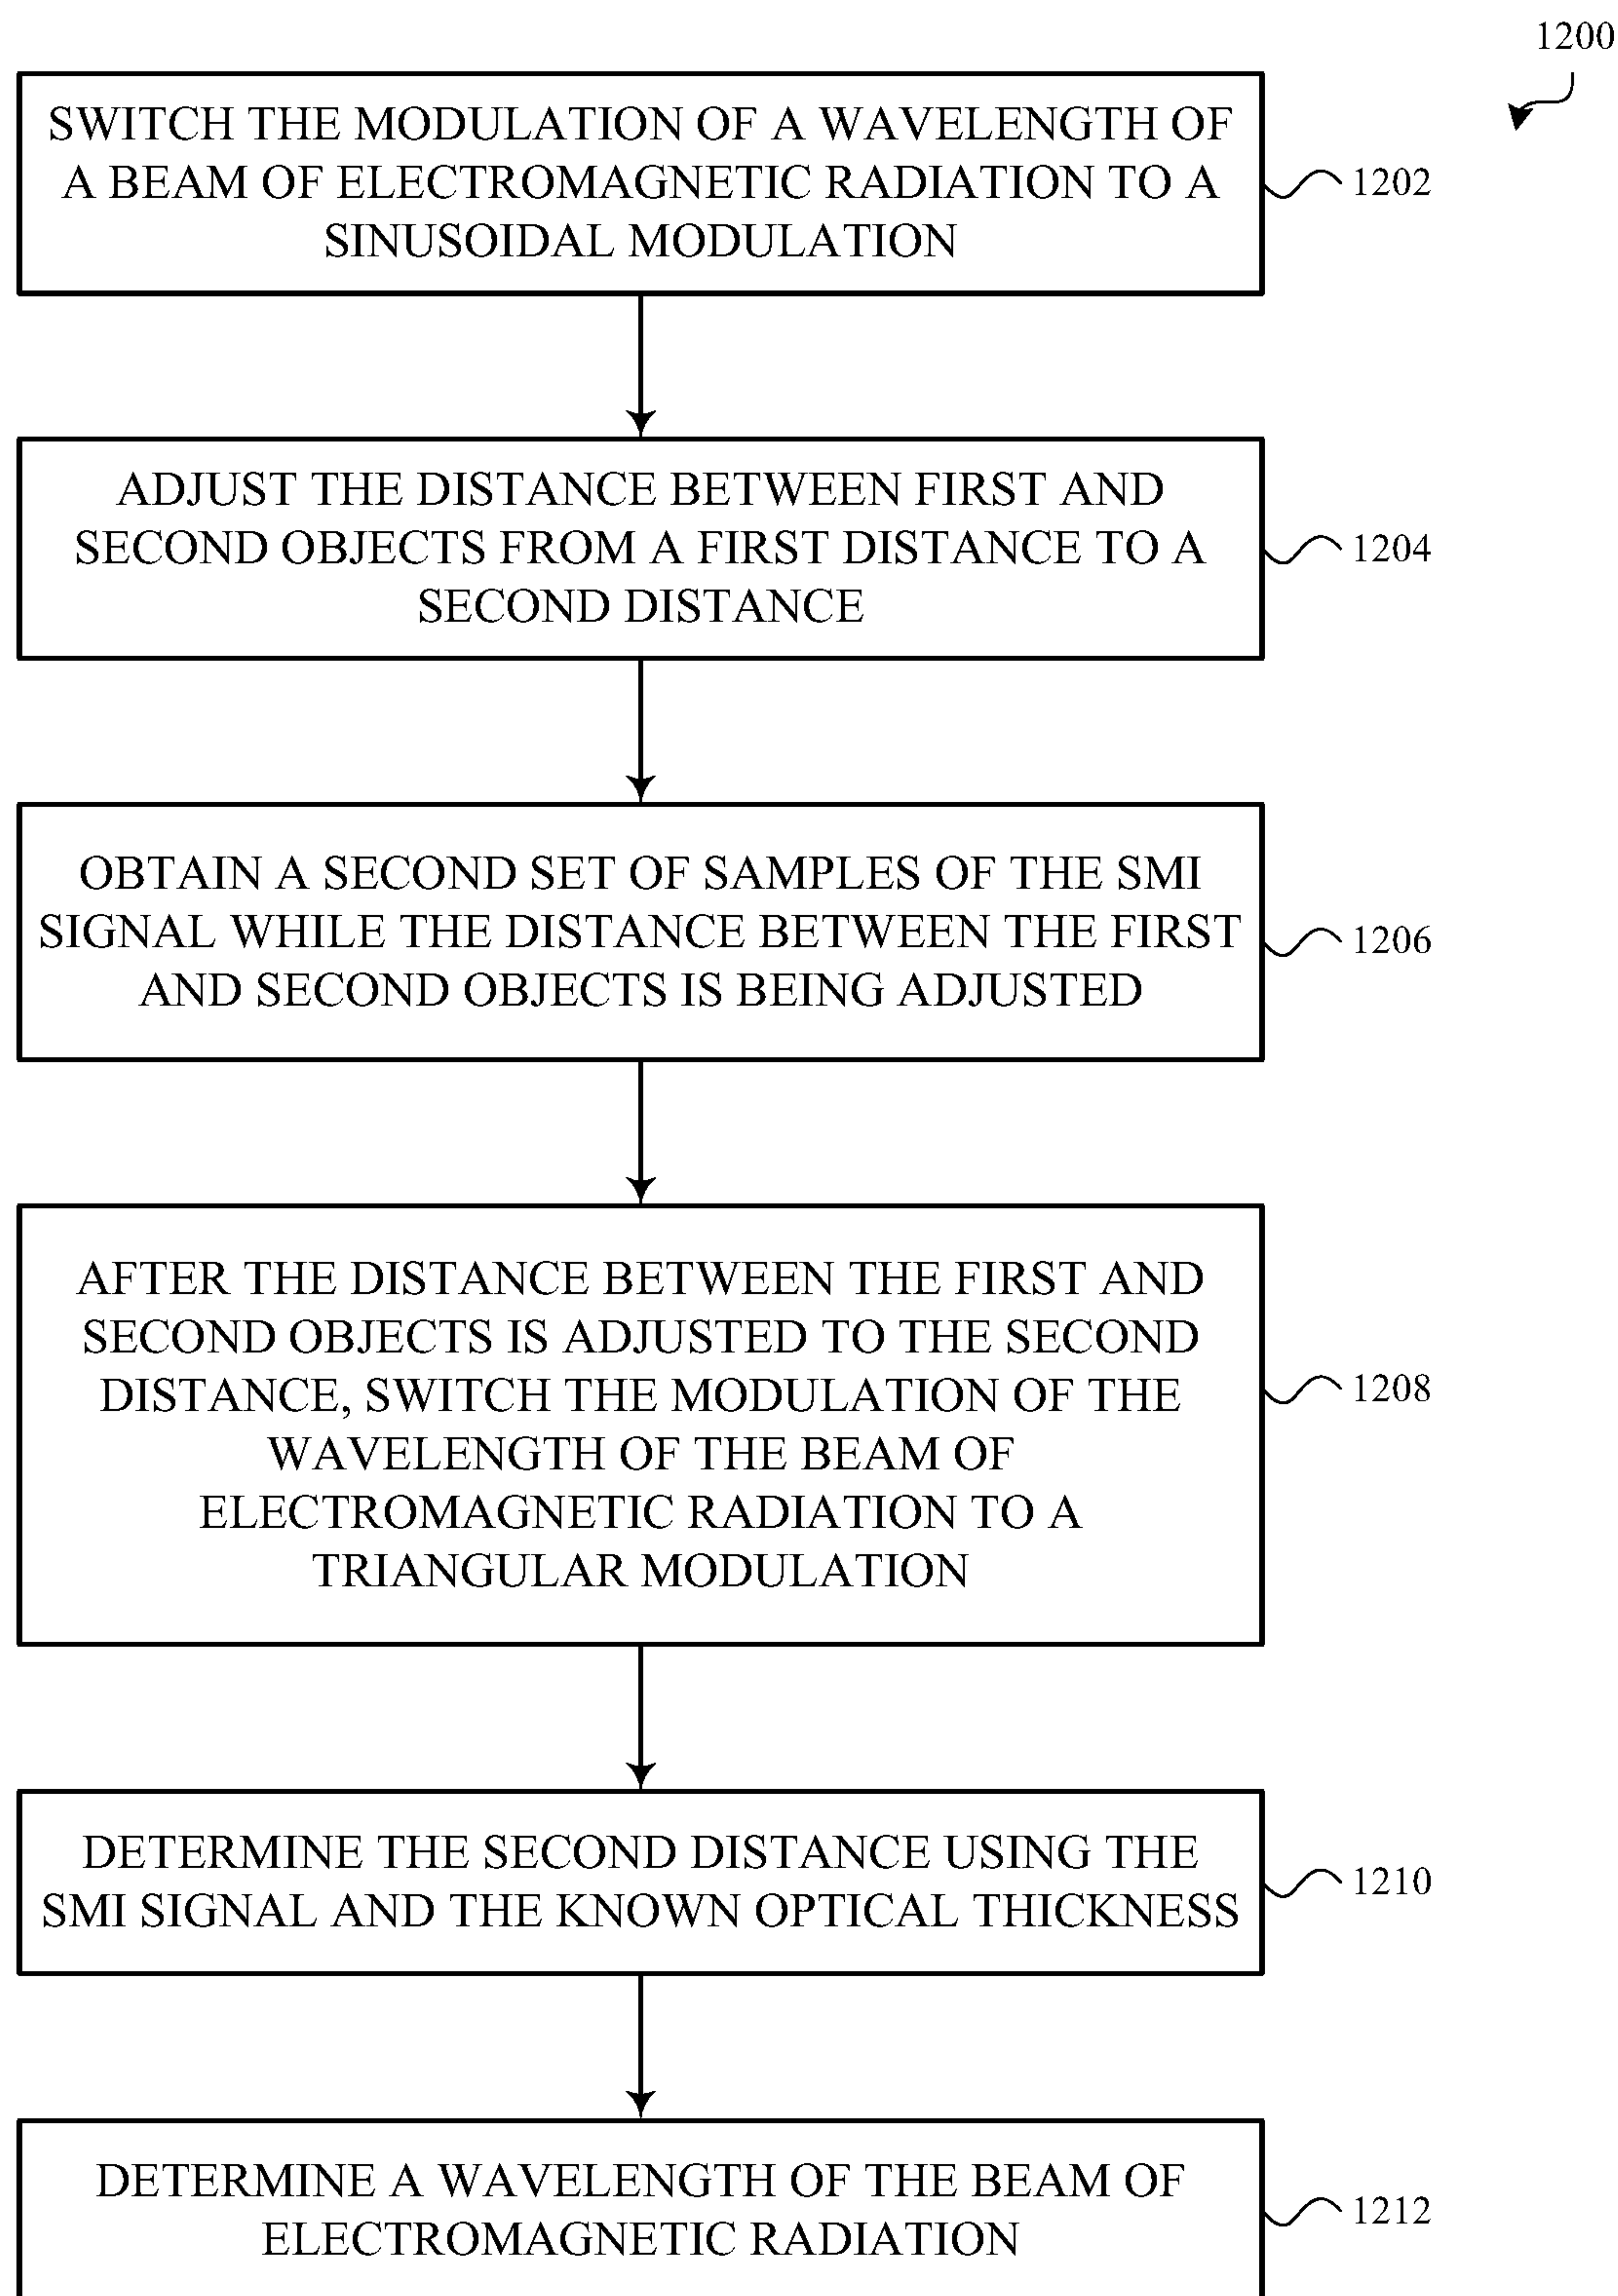 1200
SWITCH THE MODULATION OF A WAVELENGTH OF
A BEAM OF ELECTROMAGNETIC RADIATION TO A
SINUSOIDAL MODULATION
1202
ADJUST THE DISTANCE BETWEEN FIRST AND
SECOND OBJECTS FROM A FIRST DISTANCE TO A
SECOND DISTANCE
1204
OBTAIN A SECOND SET OF SAMPLES OF THE SMI
SIGNAL WHILE THE DISTANCE BETWEEN THE FIRST
AND SECOND OBJECTS IS BEING ADJUSTED
1206
AFTER THE DISTANCE BETWEEN THE FIRST AND
SECOND OBJECTS IS ADJUSTED TO THE SECOND
DISTANCE, SWITCH THE MODULATION OF THE
WAVELENGTH OF THE BEAM OF
ELECTROMAGNETIC RADIATION TO A
TRIANGULAR MODULATION
1208
DETERMINE THE SECOND DISTANCE USING THE
SMI SIGNAL AND THE KNOWN OPTICAL THICKNESS
1210
DETERMINE A WAVELENGTH OF THE BEAM OF
ELECTROMAGNETIC RADIATION
1212